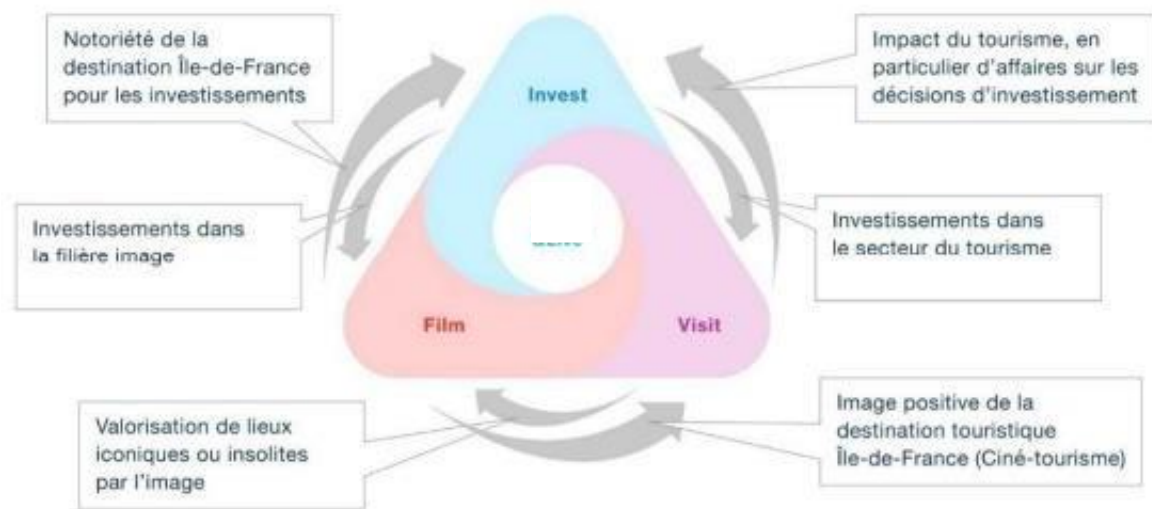 Notoriété de la
destination Île-de-France
pour les investissements
Impact du tourisme, en
particulier d'affaires sur les
décisions d'investissement
Invest
Investissements dans
la filière image
Investissements dans
le secteur du tourisme
Film
Visit
Valorisation de lieux
iconiques ou insolites
par l'image
Image positive de la
destination touristique
Île-de-France (Ciné-tourisme)